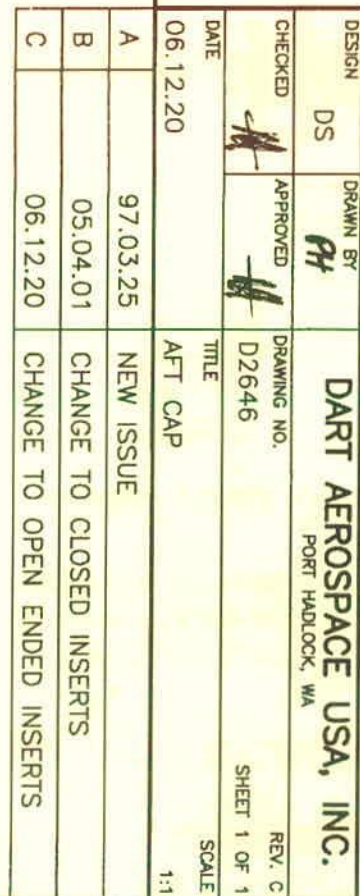 DESIGN
DS
DRAWN BY
PH
DART AEROSPACE USA, INC.
PORT HADLOCK, WA
CHECKED
APPROVED
DRAWING NO.
D2646
REV. C
SHEET 1 OF 1
DATE
06.12.20
TITLE
AFT CAP
SCALE
1:1
A 97.03.25 NEW ISSUE
B 05.04.01 CHANGE TO CLOSED INSERTS
C 06.12.20 CHANGE TO OPEN ENDED INSERTS